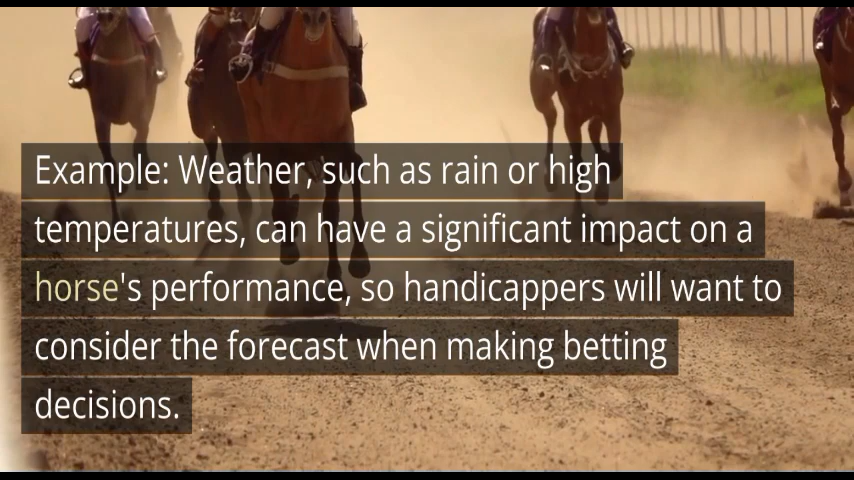 Example: Weather, such as rain or high
temperatures, can have a significant impact on a
horse's performance, so handicappers will want to
consider the forecast when making betting
decisions.